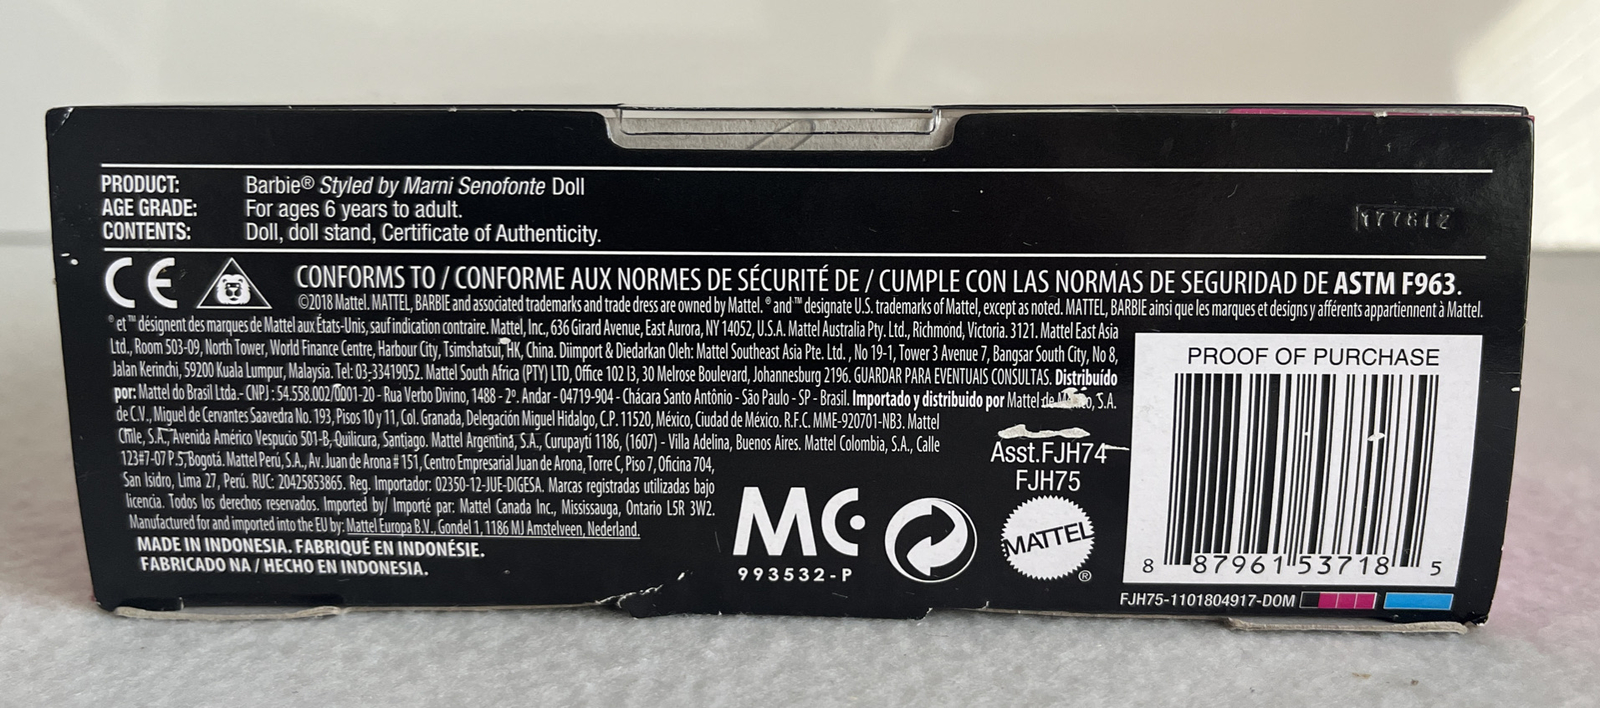 PRODUCT: Barbie® Styled by Marni Senofonte Doll
AGE GRADE: For ages 6 years to adult.
CONTENTS: Doll, doll stand, Certificate of Authenticity.
CE
CONFORMS TO / CONFORME AUX NORMES DE SÉCURITÉ DE / CUMPLE CON LAS NORMAS DE SEGURIDAD DE ASTM F963.
©2018 Mattel. MATTEL, BARBIE and associated trademarks and trade dress are owned by Mattel. ® and ™ designate U.S. trademarks of Mattel, except as noted. MATTEL, BARBIE ainsi que les marques et designs y afférents appartiennent à Mattel.
® et ™ désignent des marques de Mattel aux États-Unis, sauf indication contraire. Mattel, Inc., 636 Girard Avenue, East Aurora, NY 14052, U.S.A. Mattel Australia Pty. Ltd., Richmond, Victoria. 3121. Mattel East Asia
Ltd., Room 503-09, North Tower, World Finance Centre, Harbour City, Tsimshatsui, HK, China. Diimport & Diedarkan Oleh: Mattel Southeast Asia Pte. Ltd., No 19-1, Tower 3 Avenue 7, Bangsar South City, No 8,
Jalan Kerinchi, 59200 Kuala Lumpur, Malaysia. Tel: 03-33419052. Mattel South Africa (PTY) LTD, Office 102 I3, 30 Melrose Boulevard, Johannesburg 2196. GUARDAR PARA EVENTUAIS CONSULTAS. Distribuído
por: Mattel do Brasil Ltda.- CNPJ : 54.558.002/0001-20 - Rua Verbo Divino, 1488 - 2º. Andar - 04719-904 - Chácara Santo Antônio - São Paulo - SP - Brasil. Importado y distribuido por Mattel de S.A.
de C.V., Miguel de Cervantes Saavedra No. 193, Pisos 10 y 11, Col. Granada, Delegación Miguel Hidalgo, C.P. 11520, México, Ciudad de México. R.F.C. MME-920701-NB3. Mattel
Chile, S.A., Avenida Américo Vespucio 501-B, Quilicura, Santiago. Mattel Argentina, S.A., Curupaytí 1186, (1607) - Villa Adelina, Buenos Aires. Mattel Colombia, S.A., Calle
123#7-07 P.5, Bogotá. Mattel Perú, S.A., Av. Juan de Arona # 151, Centro Empresarial Juan de Arona, Torre C, Piso 7, Oficina 704,
San Isidro, Lima 27, Perú. RUC: 20425853865. Reg. Importador: 02350-12-JUE-DIGESA. Marcas registradas utilizadas bajo
licencia. Todos los derechos reservados. Imported by/ Importé par: Mattel Canada Inc., Mississauga, Ontario L5R 3W2.
Manufactured for and imported into the EU by: Mattel Europa B.V., Gondel 1, 1186 MJ Amstelveen, Nederland.
MADE IN INDONESIA. FABRIQUÉ EN INDONÉSIE.
FABRICADO NA / HECHO EN INDONESIA.
MC
993532-P
Asst.FJH74
FJH75
MATTEL ®
PROOF OF PURCHASE
8 87961 53718 5
FJH75-1101804917-DOM